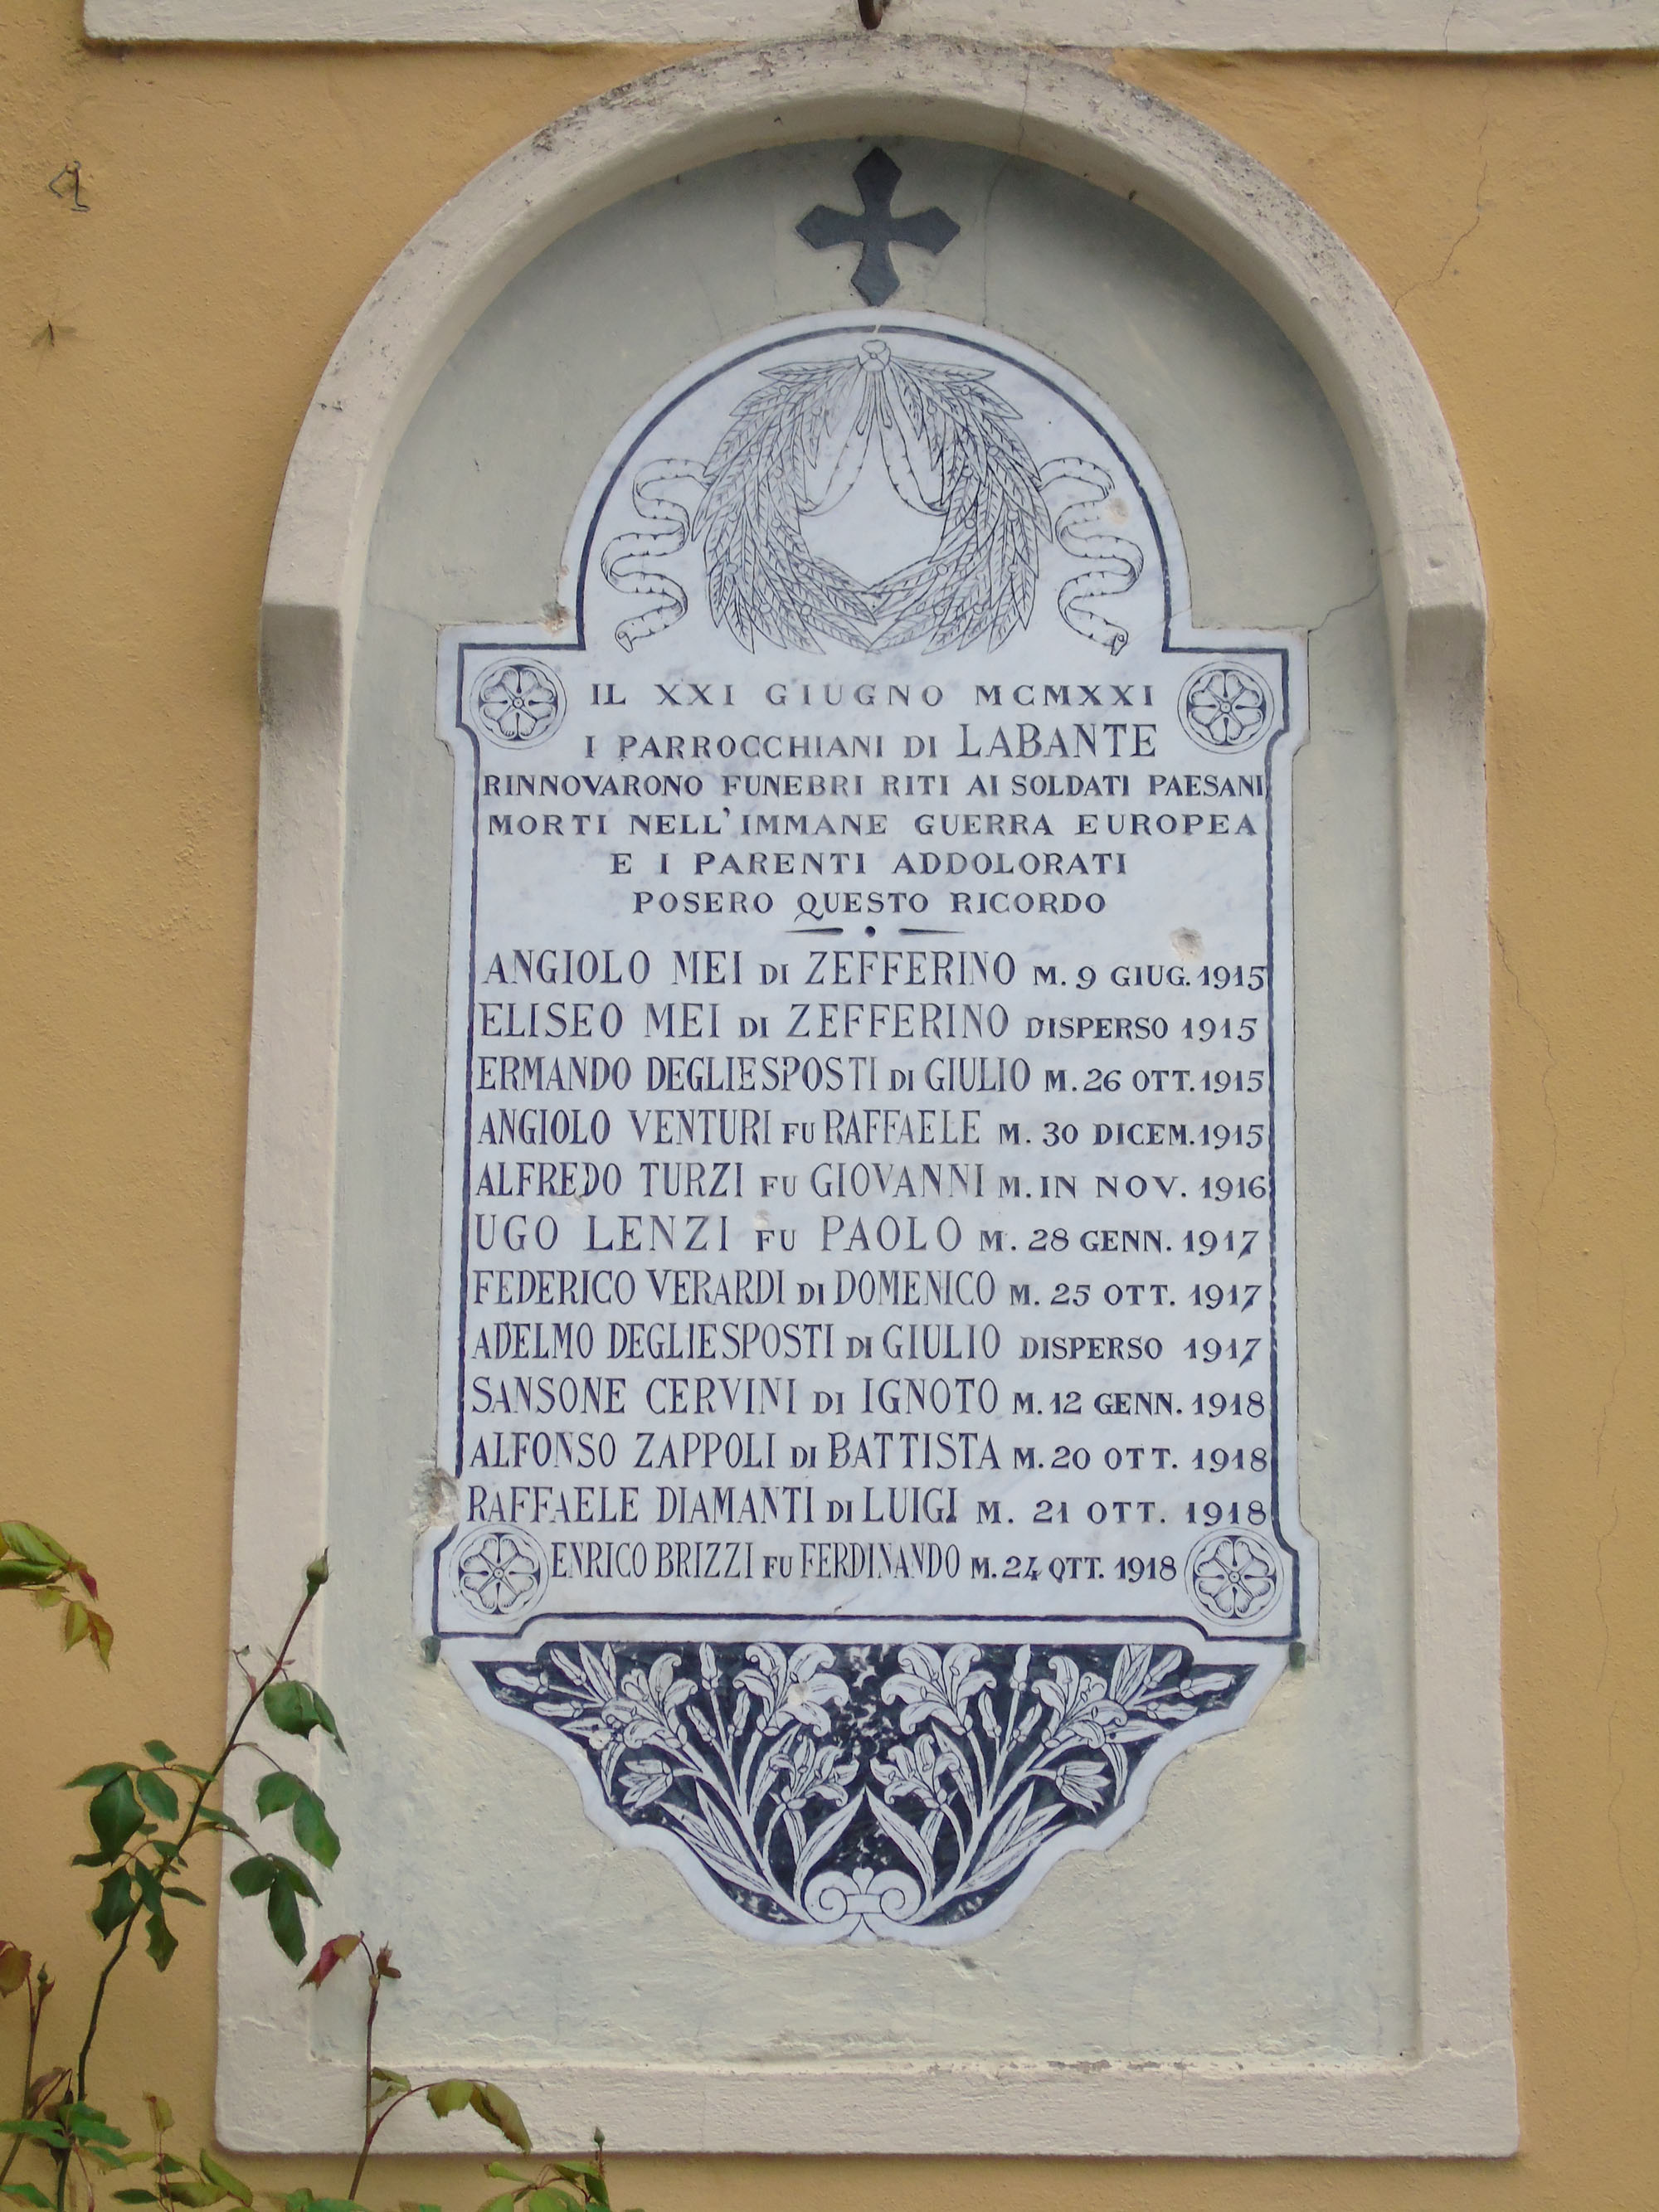 IL XXI GIUGNO MCMXXI
I PARROCCHIANI DI LABANTE
RINNOVARONO FUNEBRI RITI AI SOLDATI PAESANI
MORTI NELL'IMMANE GUERRA EUROPEA
E I PARENTI ADDOLORATI
POSERO QUESTO RICORDO
ANGIOLO MEI DI ZEFFERINO M. 9 GIUG. 1915
ELISEO MEI DI ZEFFERINO DISPERSO 1915
ERMANDO DEGLIESPOSTI DI GIULIO M. 26 OTT. 1915
ANGIOLO VENTURI FU RAFFAELE M. 30 DICEM. 1915
ALFREDO TURZI FU GIOVANNI M. IN NOV. 1916
UGO LENZI FU PAOLO M. 28 GENN. 1917
FEDERICO VERARDI DI DOMENICO M. 25 OTT. 1917
ADELMO DEGLIESPOSTI DI GIULIO DISPERSO 1917
SANSONE CERVINI DI IGNOTO M. 12 GENN. 1918
ALFONSO ZAPPOLI DI BATTISTA M. 20 OTT. 1918
RAFFAELE DIAMANTI DI LUIGI M. 21 OTT. 1918
ENRICO BRIZZI FU FERDINANDO M. 24 OTT. 1918